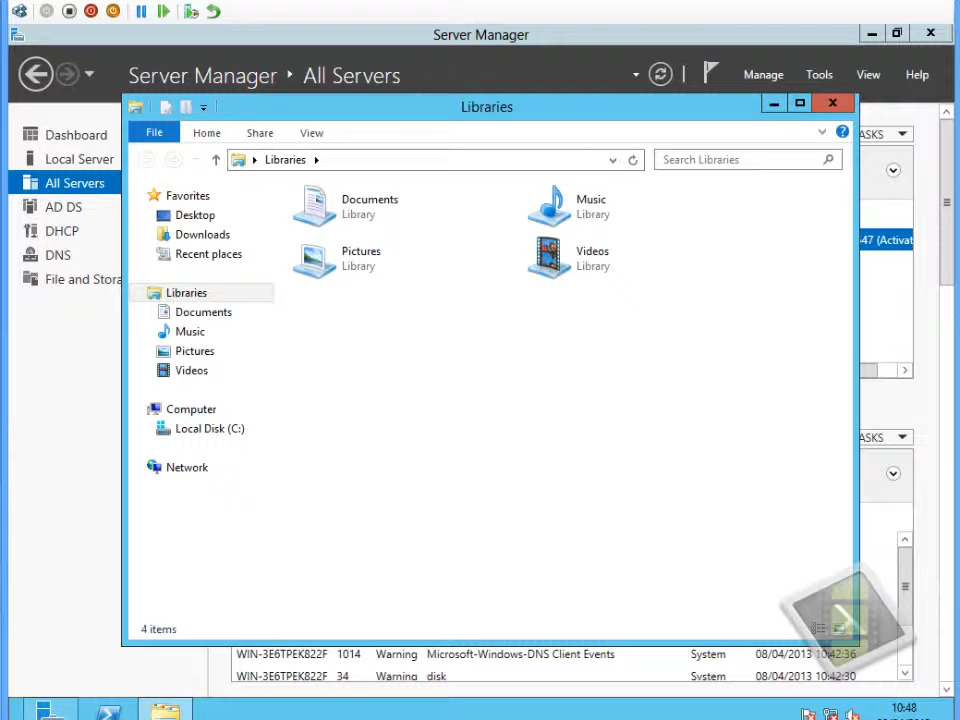 Server Manager
Server Manager • All Servers
Manage Tools View Help
Libraries
File Home Share View
Libraries
Search Libraries
Dashboard
Local Server
All Servers
AD DS
DHCP
DNS
File and Stora
Favorites
Desktop
Downloads
Recent places
Libraries
Documents
Music
Pictures
Videos
Computer
Local Disk (C:)
Network
Documents
Library
Music
Library
Pictures
Library
Videos
Library
ASKS
47 (Activat
ASKS
4 items
WIN-3E6TPEK822F 1014 Warning Microsoft-Windows-DNS Client Events System 08/04/2013 10:42:36
WIN-3E6TPEK822F 34 Warning disk System 08/04/2013 10:42:30
10:48